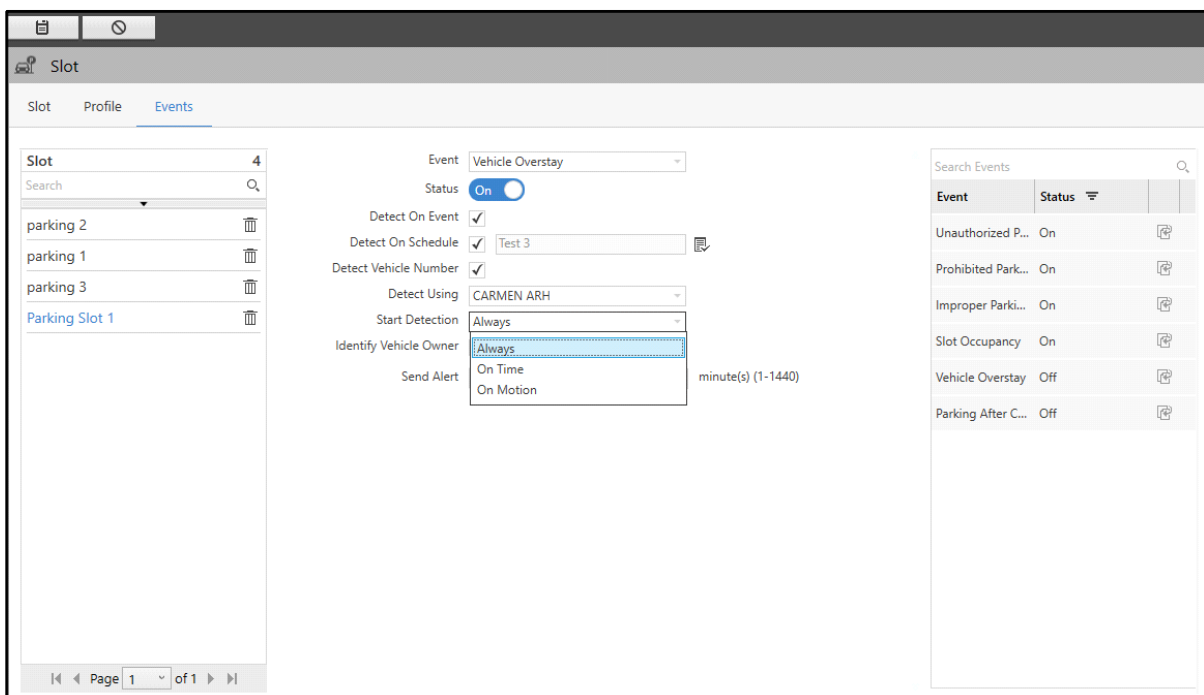 Slot
Slot Profile Events
Slot 4
Search
parking 2
parking 1
parking 3
Parking Slot 1
Page 1 of 1
Event Vehicle Overstay
Status On
Detect On Event
Detect On Schedule Test 3
Detect Vehicle Number
Detect Using CARMEN ARH
Start Detection Always
Identify Vehicle Owner
Always
On Time
On Motion
Send Alert minute(s) (1-1440)
Search Events
Event Status
Unauthorized P... On
Prohibited Park... On
Improper Parki... On
Slot Occupancy On
Vehicle Overstay Off
Parking After C... Off